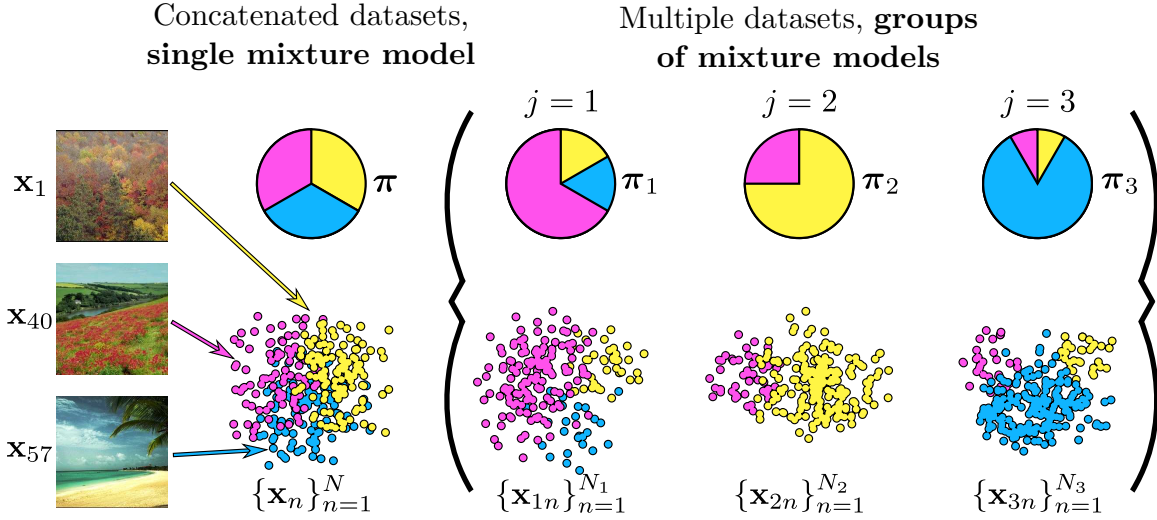 Concatenated datasets,
single mixture model
Multiple datasets, groups
of mixture models
j = 1
j = 2
j = 3
x₁
π
π₁
π₂
π₃
x₄₀
x₅₇
{xₙ}ᴺₙ₌₁
{x₁ₙ}ᴺ¹ₙ₌₁
{x₂ₙ}ᴺ²ₙ₌₁
{x₃ₙ}ᴺ³ₙ₌₁